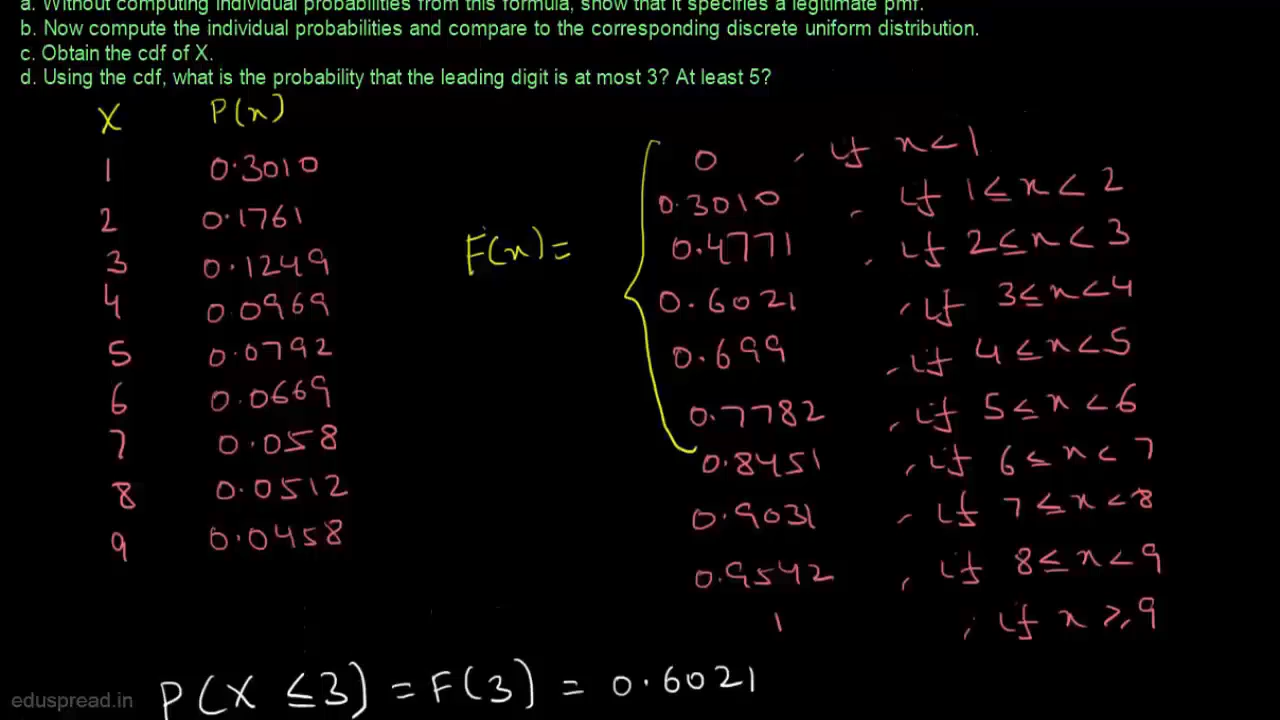 a. Without computing individual probabilities from this formula, show that it specifies a legitimate pmf.
b. Now compute the individual probabilities and compare to the corresponding discrete uniform distribution.
c. Obtain the cdf of X.
d. Using the cdf, what is the probability that the leading digit is at most 3? At least 5?
X P(x)
1 0.3010
2 0.1761
3 0.1249
4 0.0969
5 0.0792
6 0.0669
7 0.058
8 0.0512
9 0.0458
F(x)=
0 , if x<1
0.3010 , if 1≤x<2
0.4771 , if 2≤x<3
0.6021 , if 3≤x<4
0.699 , if 4≤x<5
0.7782 , if 5≤x<6
0.8451 , if 6≤x<7
0.9031 , if 7≤x<8
0.9542 , if 8≤x<9
1 , if x≥9
P(X ≤3) = F(3) = 0.6021
eduspread.in